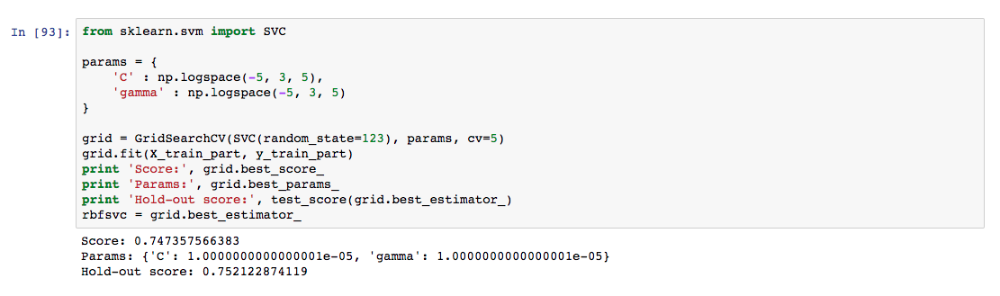 In [93]:
from sklearn.svm import SVC
params = {
    'C' : np.logspace(-5, 3, 5),
    'gamma' : np.logspace(-5, 3, 5)
}
grid = GridSearchCV(SVC(random_state=123), params, cv=5)
grid.fit(X_train_part, y_train_part)
print 'Score:', grid.best_score_
print 'Params:', grid.best_params_
print 'Hold-out score:', test_score(grid.best_estimator_)
rbfsvc = grid.best_estimator_
Score: 0.747357566383
Params: {'C': 1.0000000000000001e-05, 'gamma': 1.0000000000000001e-05}
Hold-out score: 0.752122874119